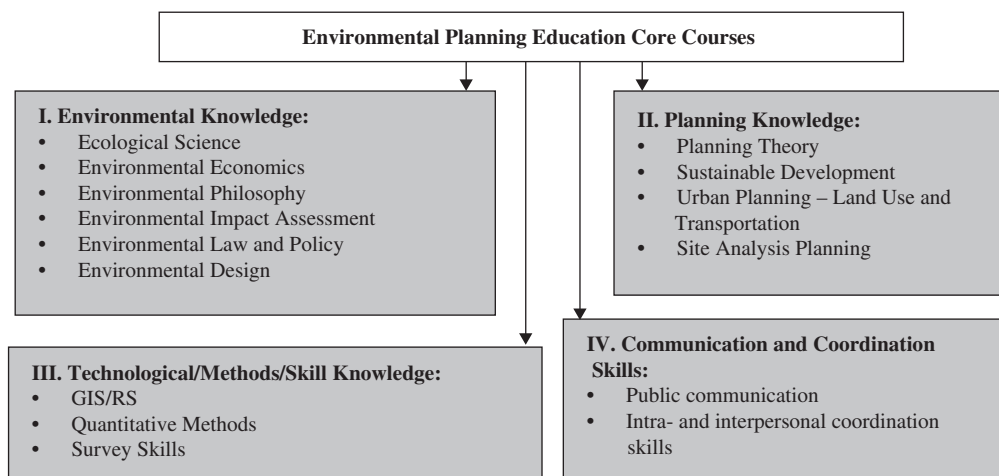 Environmental Planning Education Core Courses
I. Environmental Knowledge:
• Ecological Science
• Environmental Economics
• Environmental Philosophy
• Environmental Impact Assessment
• Environmental Law and Policy
• Environmental Design
II. Planning Knowledge:
• Planning Theory
• Sustainable Development
• Urban Planning – Land Use and
Transportation
• Site Analysis Planning
III. Technological/Methods/Skill Knowledge:
• GIS/RS
• Quantitative Methods
• Survey Skills
IV. Communication and Coordination
Skills:
• Public communication
• Intra- and interpersonal coordination
skills